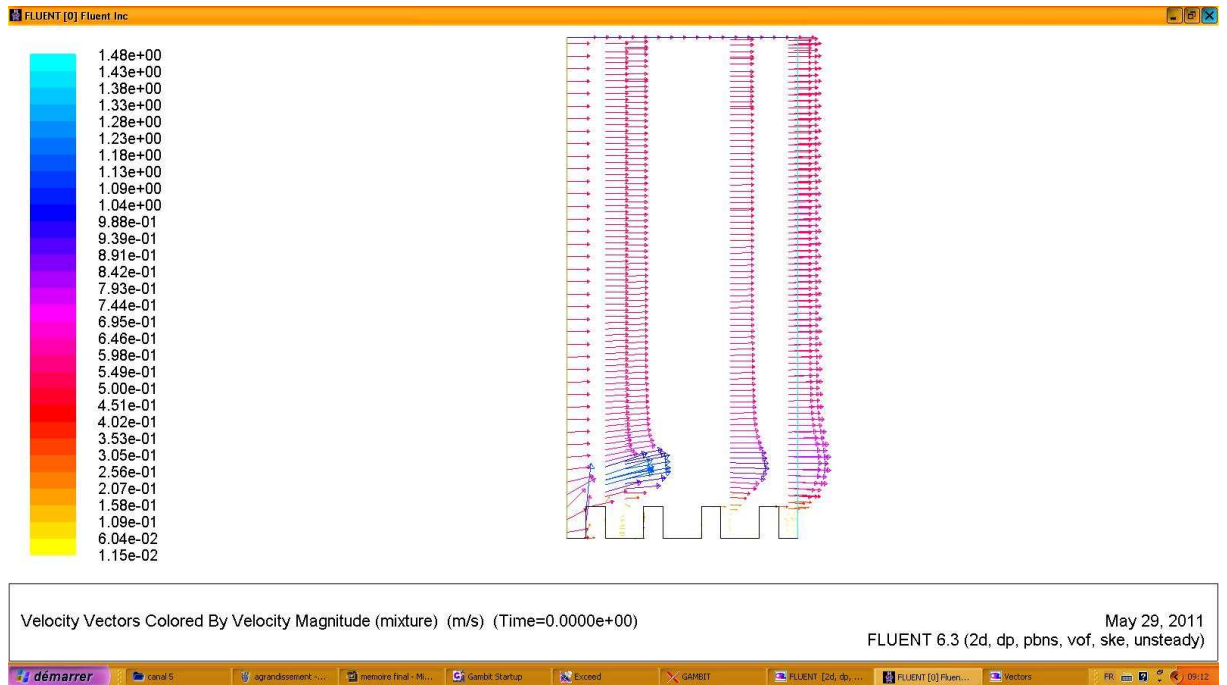 FLUENT [0] Fluent Inc
1.48e+00
1.43e+00
1.38e+00
1.33e+00
1.28e+00
1.23e+00
1.18e+00
1.13e+00
1.09e+00
1.04e+00
9.88e-01
9.39e-01
8.91e-01
8.42e-01
7.93e-01
7.44e-01
6.95e-01
6.46e-01
5.98e-01
5.49e-01
5.00e-01
4.51e-01
4.02e-01
3.53e-01
3.05e-01
2.56e-01
2.07e-01
1.58e-01
1.09e-01
6.04e-02
1.15e-02
Velocity Vectors Colored By Velocity Magnitude (mixture) (m/s) (Time=0.0000e+00)
May 29, 2011
FLUENT 6.3 (2d, dp, pbns, vof, ske, unsteady)
démarrer
canal 5
agrandissement -...
memoire final - Mi...
Gambit Startup
Exceed
GAMBIT
FLUENT [2d, dp, ...
FLUENT [0] Fluen...
Vectors
FR
09:12